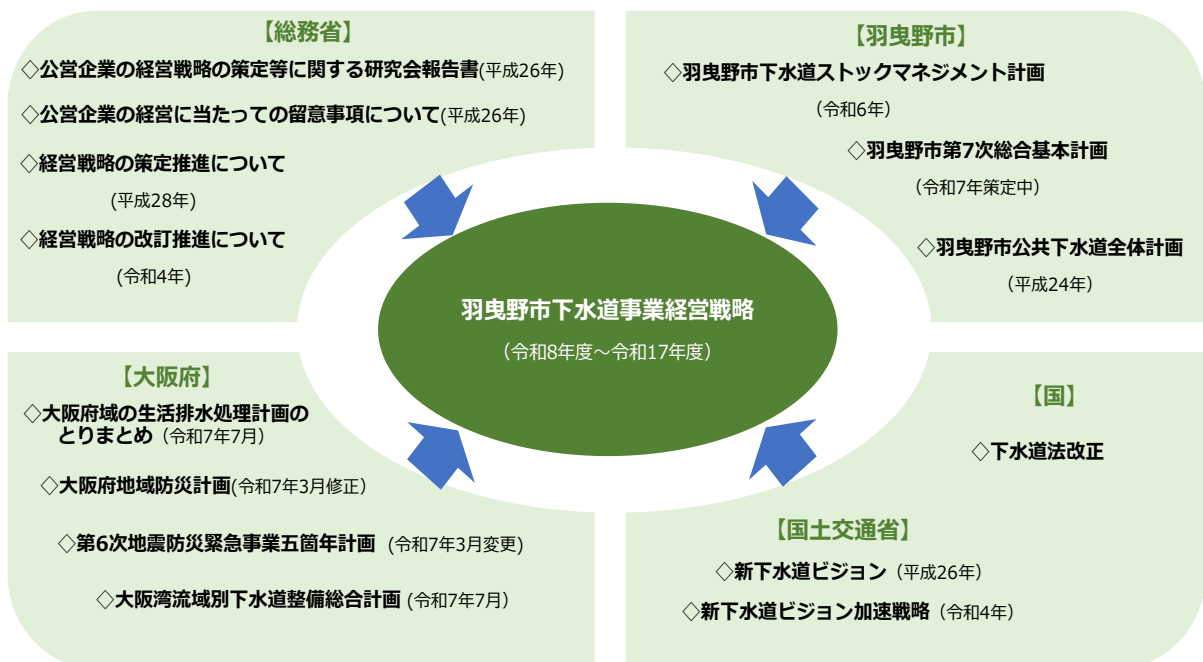 【総務省】
◇公営企業の経営戦略の策定等に関する研究会報告書(平成26年)
◇公営企業の経営に当たっての留意事項について(平成26年)
◇経営戦略の策定推進について
(平成28年)
◇経営戦略の改訂推進について
(令和4年)
【羽曳野市】
◇羽曳野市下水道ストックマネジメント計画
(令和6年)
◇羽曳野市第7次総合基本計画
(令和7年策定中)
◇羽曳野市公共下水道全体計画
(平成24年)
羽曳野市下水道事業経営戦略
(令和8年度～令和17年度)
【大阪府】
◇大阪府域の生活排水処理計画の
とりまとめ(令和7年7月)
◇大阪府地域防災計画(令和7年3月修正)
◇第6次地震防災緊急事業五箇年計画 (令和7年3月変更)
◇大阪湾流域別下水道整備総合計画 (令和7年7月)
【国】
◇下水道法改正
【国土交通省】
◇新下水道ビジョン(平成26年)
◇新下水道ビジョン加速戦略(令和4年)